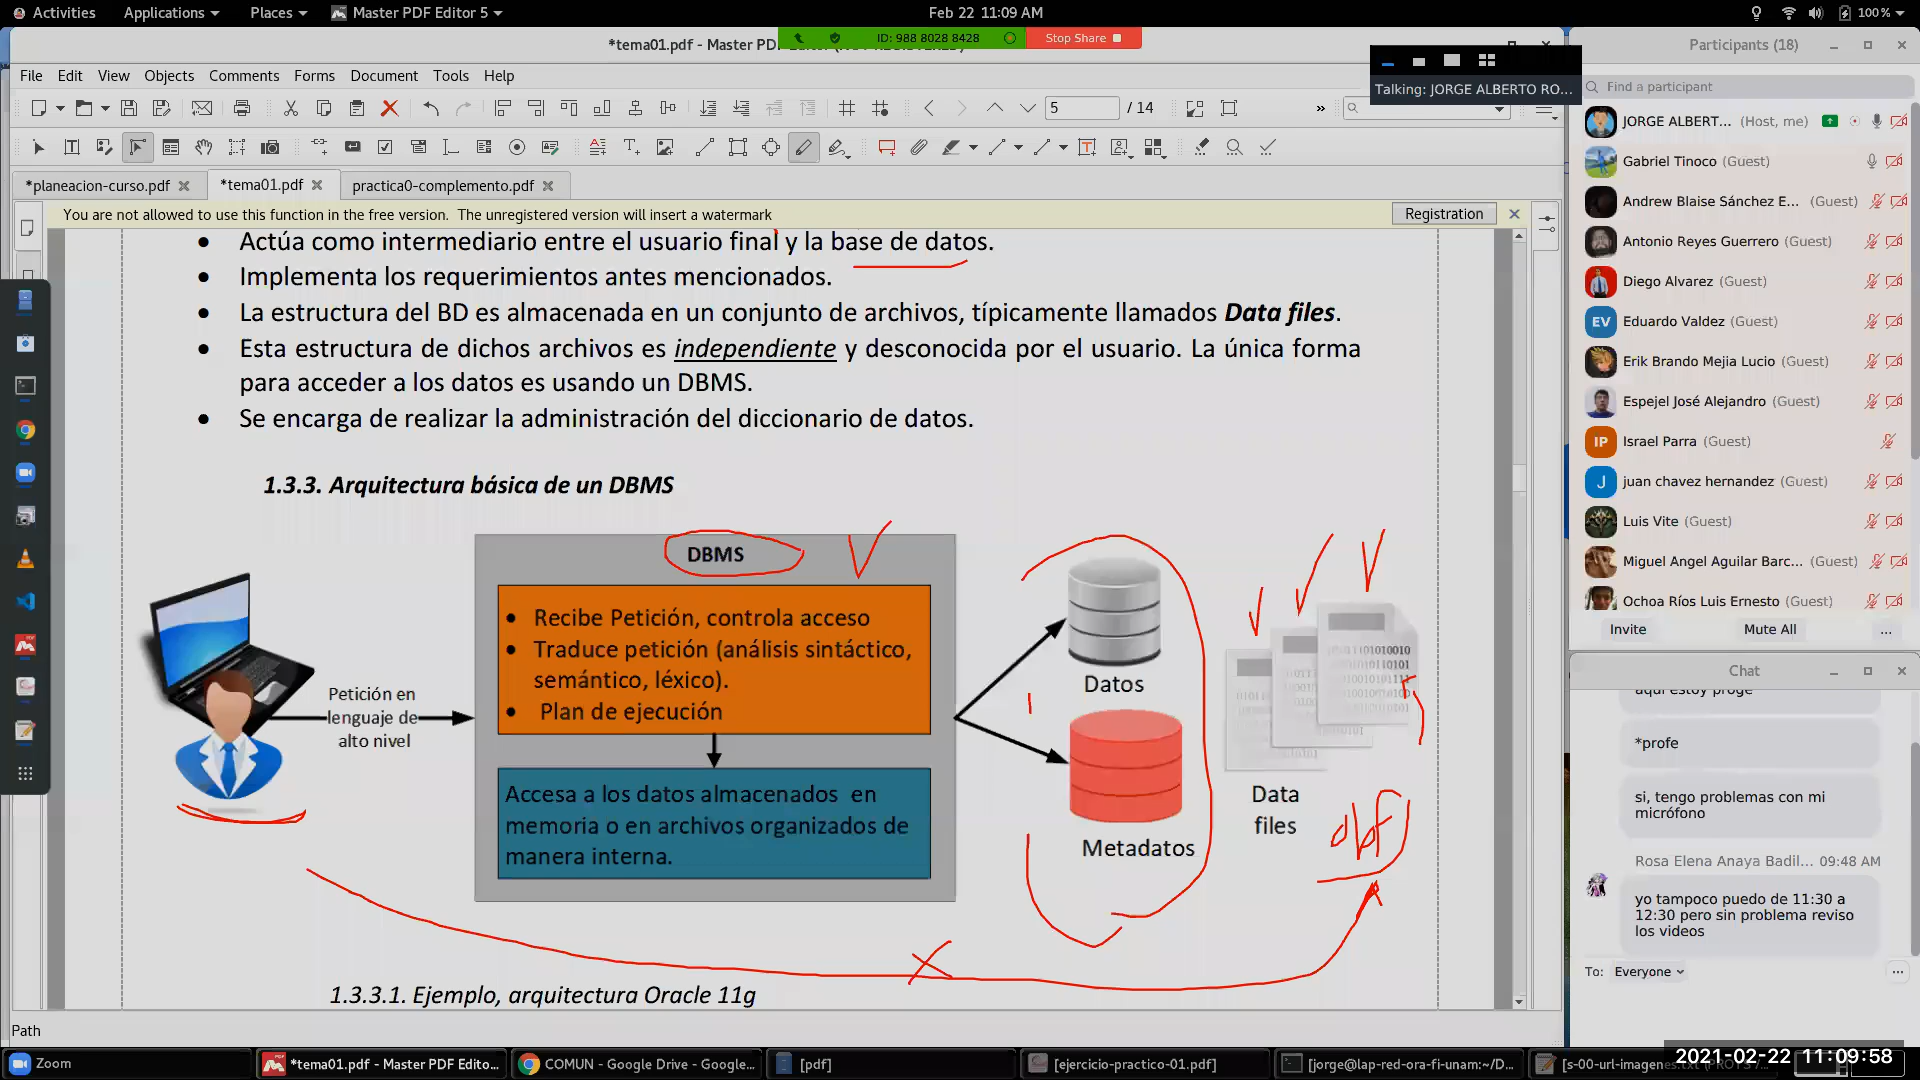 Activities
Applications
Places
Master PDF Editor 5
Feb 22 11:09 AM
100%
*tema01.pdf - Master PD
ID: 988 8028 8428
Stop Share
File
Edit
View
Objects
Comments
Forms
Document
Tools
Help
5
/ 14
Talking: JORGE ALBERTO RO...
*planeacion-curso.pdf
*tema01.pdf
practica0-complemento.pdf
You are not allowed to use this function in the free version. The unregistered version will insert a watermark
Registration
• Actúa como intermediario entre el usuario final y la base de datos.
• Implementa los requerimientos antes mencionados.
• La estructura del BD es almacenada en un conjunto de archivos, típicamente llamados Data files.
• Esta estructura de dichos archivos es independiente y desconocida por el usuario. La única forma
para acceder a los datos es usando un DBMS.
• Se encarga de realizar la administración del diccionario de datos.
1.3.3. Arquitectura básica de un DBMS
DBMS
• Recibe Petición, controla acceso
• Traduce petición (análisis sintáctico,
semántico, léxico).
• Plan de ejecución
Petición en
lenguaje de
alto nivel
Accesa a los datos almacenados en
memoria o en archivos organizados de
manera interna.
Datos
Metadatos
Data
files
dbf
1.3.3.1. Ejemplo, arquitectura Oracle 11g
Path
Participants (18)
Find a participant
JORGE ALBERT... (Host, me)
Gabriel Tinoco (Guest)
Andrew Blaise Sánchez E... (Guest)
Antonio Reyes Guerrero (Guest)
Diego Alvarez (Guest)
EV Eduardo Valdez (Guest)
Erik Brando Mejia Lucio (Guest)
Espejel José Alejandro (Guest)
IP Israel Parra (Guest)
J juan chavez hernandez (Guest)
Luis Vite (Guest)
Miguel Angel Aguilar Barc... (Guest)
Ochoa Ríos Luis Ernesto (Guest)
Invite
Mute All
...
Chat
aqui estoy proge
*profe
si, tengo problemas con mi
micrófono
Rosa Elena Anaya Badil... 09:48 AM
yo tampoco puedo de 11:30 a
12:30 pero sin problema reviso
los videos
To: Everyone
Zoom
*tema01.pdf - Master PDF Edito...
COMUN - Google Drive - Google...
[pdf]
[ejercicio-practico-01.pdf]
[jorge@lap-red-ora-fi-unam:~/D...
[s-00-url-imagenes.txt
2021-02-22 11:09:58